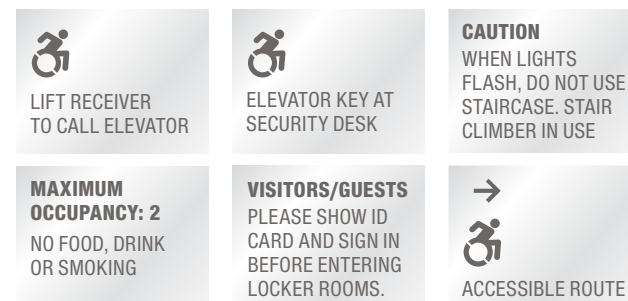 LIFT RECEIVER
TO CALL ELEVATOR
ELEVATOR KEY AT
SECURITY DESK
CAUTION
WHEN LIGHTS
FLASH, DO NOT USE
STAIRCASE. STAIR
CLIMBER IN USE
MAXIMUM
OCCUPANCY: 2
NO FOOD, DRINK
OR SMOKING
VISITORS/GUESTS
PLEASE SHOW ID
CARD AND SIGN IN
BEFORE ENTERING
LOCKER ROOMS.
→
ACCESSIBLE ROUTE